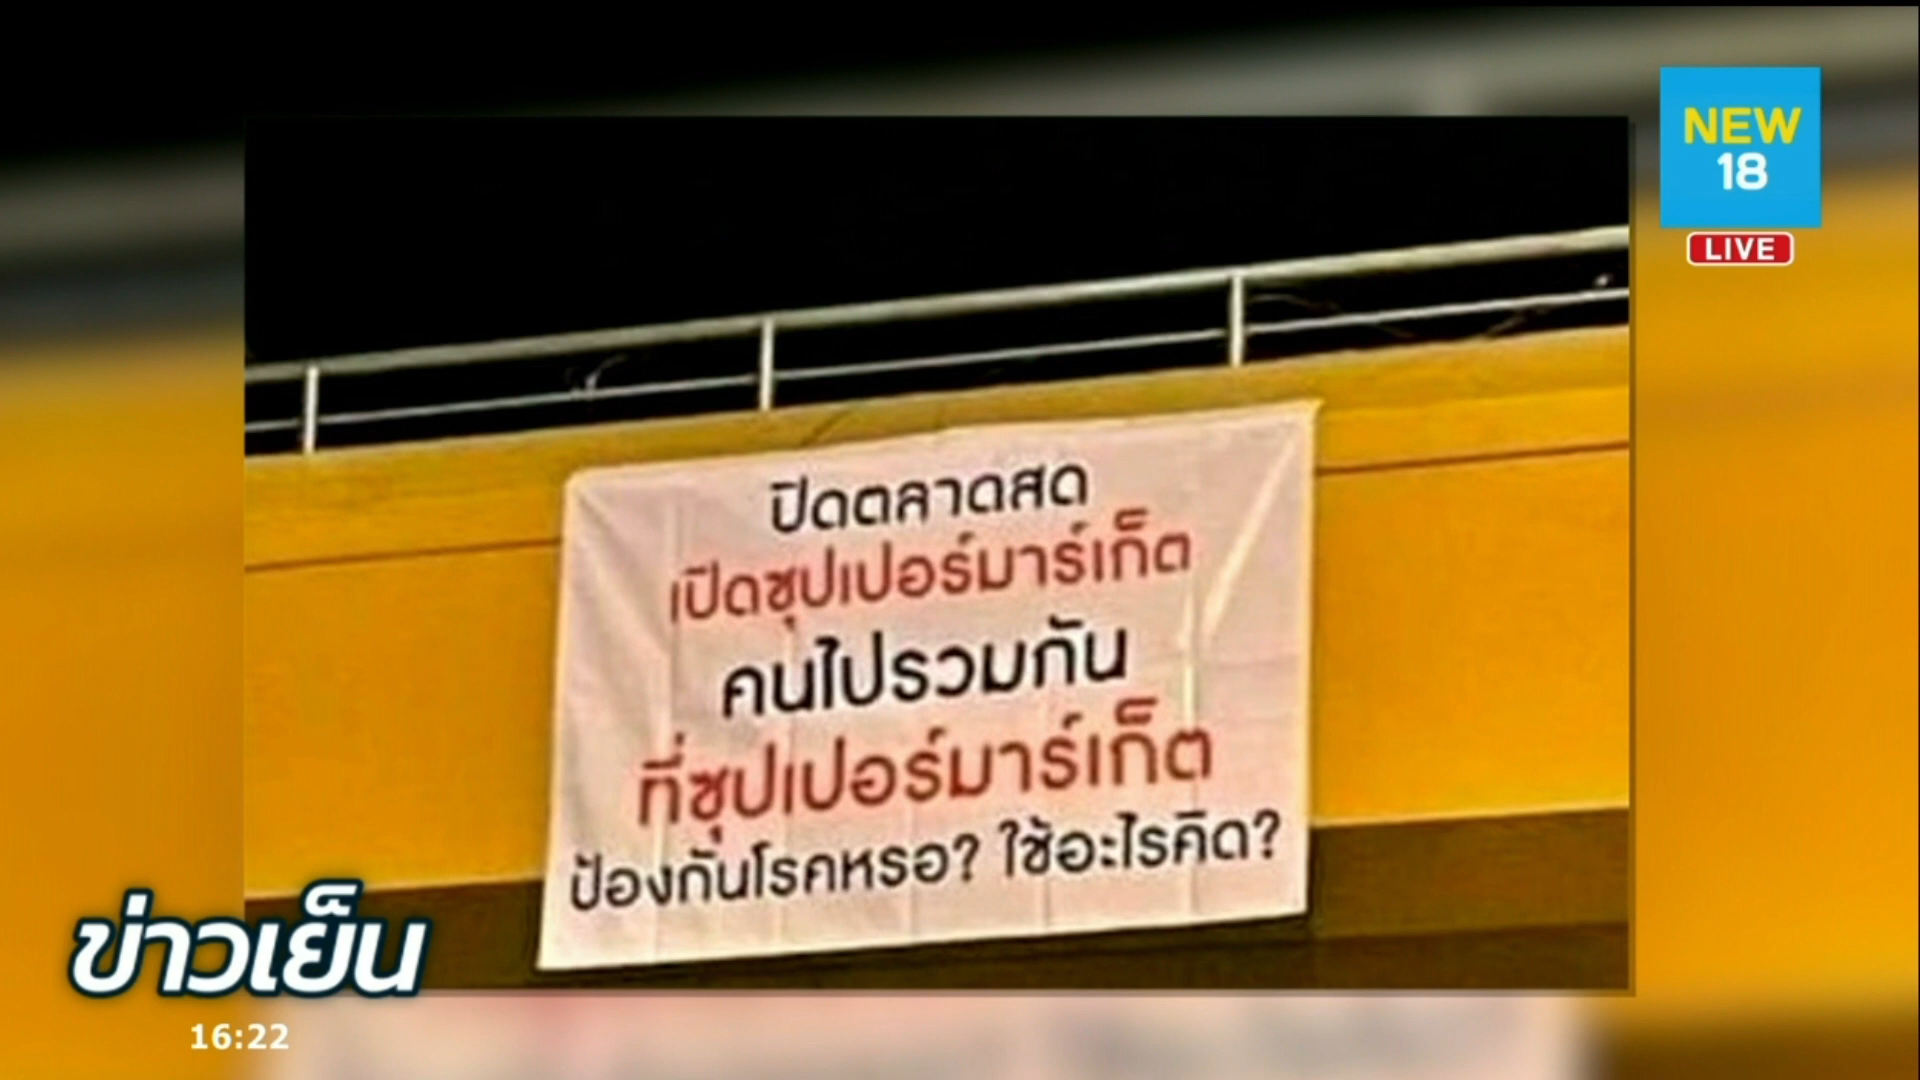 NEW
18
LIVE
ปิดตลาดสด
เปิดซุปเปอร์มาร์เก็ต
คนไปรวมกัน
ที่ซุปเปอร์มาร์เก็ต
ป้องกันโรคหรอ? ใช้อะไรคิด?
ข่าวเย็น
16:22